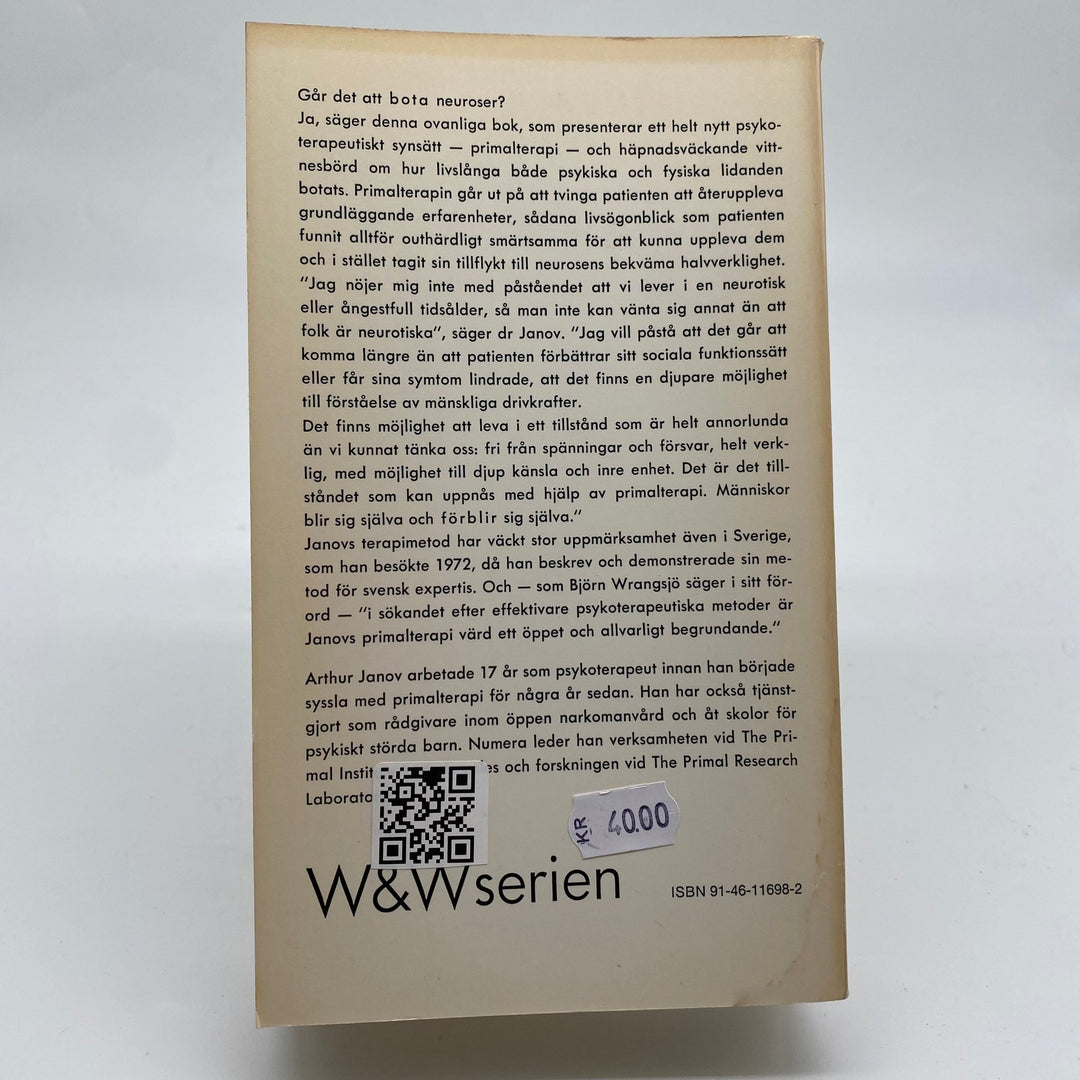 Går det att bota neuroser?
Ja, säger denna ovanliga bok, som presenterar ett helt nytt psyko-
terapeutiskt synsätt — primalterapi — och häpnadsväckande vitt-
nesbörd om hur livslånga både psykiska och fysiska lidanden
botats. Primalterapin går ut på att tvinga patienten att återuppleva
grundläggande erfarenheter, sådana livsögonblick som patienten
funnit alltför outhärdligt smärtsamma för att kunna uppleva dem
och i stället tagit sin tillflykt till neurosens bekväma halvverklighet.
"Jag nöjer mig inte med påståendet att vi lever i en neurotisk
eller ångestfull tidsålder, så man inte kan vänta sig annat än att
folk är neurotiska", säger dr Janov. "Jag vill påstå att det går att
komma längre än att patienten förbättrar sitt sociala funktionssätt
eller får sina symtom lindrade, att det finns en djupare möjlighet
till förståelse av mänskliga drivkrafter.
Det finns möjlighet att leva i ett tillstånd som är helt annorlunda
än vi kunnat tänka oss: fri från spänningar och försvar, helt verk-
lig, med möjlighet till djup känsla och inre enhet. Det är det till-
ståndet som kan uppnås med hjälp av primalterapi. Människor
blir sig själva och förblir sig själva."
Janovs terapimetod har väckt stor uppmärksamhet även i Sverige,
som han besökte 1972, då han beskrev och demonstrerade sin me-
tod för svensk expertis. Och — som Björn Wrangsjö säger i sitt för-
ord — "i sökandet efter effektivare psykoterapeutiska metoder är
Janovs primalterapi värd ett öppet och allvarligt begrundande."
Arthur Janov arbetade 17 år som psykoterapeut innan han började
syssla med primalterapi för några år sedan. Han har också tjänst-
gjort som rådgivare inom öppen narkomanvård och åt skolor för
psykiskt störda barn. Numera leder han verksamheten vid The Pri-
mal Instit es och forskningen vid The Primal Research
Laborato
KR 40.00
W&Wserien
ISBN 91-46-11698-2